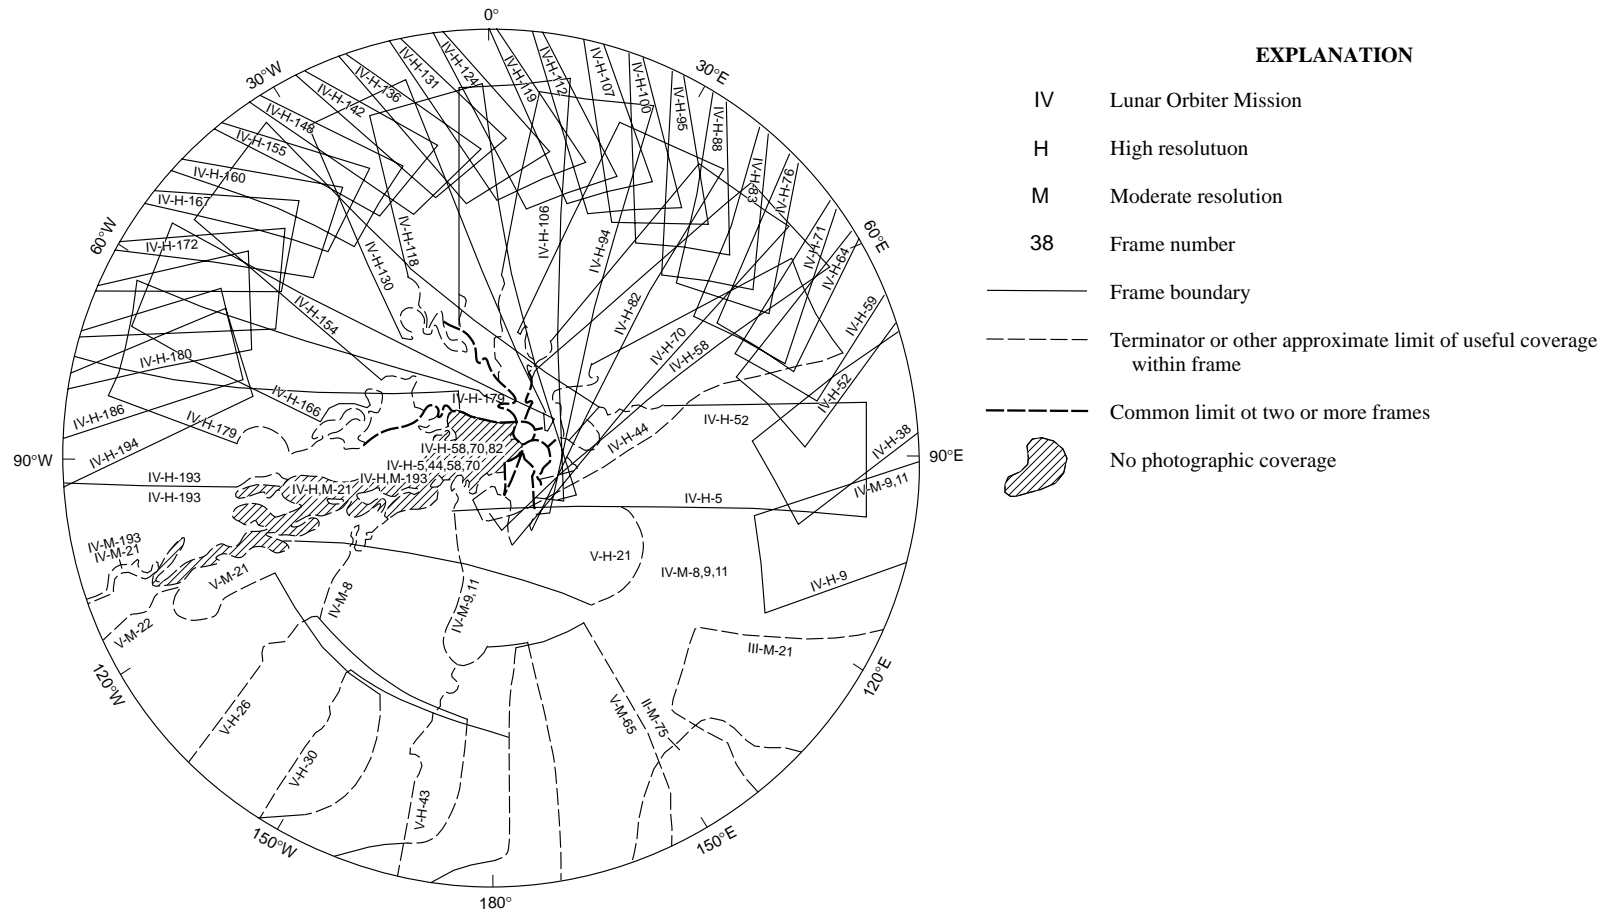 0°
30°W
30°E
60°W
60°E
90°W
90°E
120°W
120°E
150°W
150°E
180°
IV-H-155
IV-H-148
IV-H-142
IV-H-136
IV-H-131
IV-H-124
IV-H-119
IV-H-112
IV-H-107
IV-H-100
IV-H-95
IV-H-88
IV-H-83
IV-H-76
IV-H-71
IV-H-64
IV-H-59
IV-H-52
IV-H-38
IV-M-9,11
IV-H-160
IV-H-167
IV-H-172
IV-H-180
IV-H-186
IV-H-194
IV-H-179
IV-H-166
IV-H-154
IV-H-130
IV-H-118
IV-H-106
IV-H-94
IV-H-82
IV-H-70
IV-H-58
IV-H-52
IV-H-44
IV-H-179
IV-H-58,70,82
IV-H-5,44,58,70
IV-H,M-193
IV-H,M-21
IV-H-193
IV-H-193
IV-H-5
V-H-21
IV-M-8,9,11
IV-H-9
IV-M-193
IV-M-21
V-M-21
V-M-22
IV-M-8
IV-M-9,11
III-M-21
V-H-26
V-H-30
V-H-43
V-M-65
II-M-75
EXPLANATION
IV Lunar Orbiter Mission
H High resolutuon
M Moderate resolution
38 Frame number
Frame boundary
Terminator or other approximate limit of useful coverage
within frame
Common limit ot two or more frames
No photographic coverage